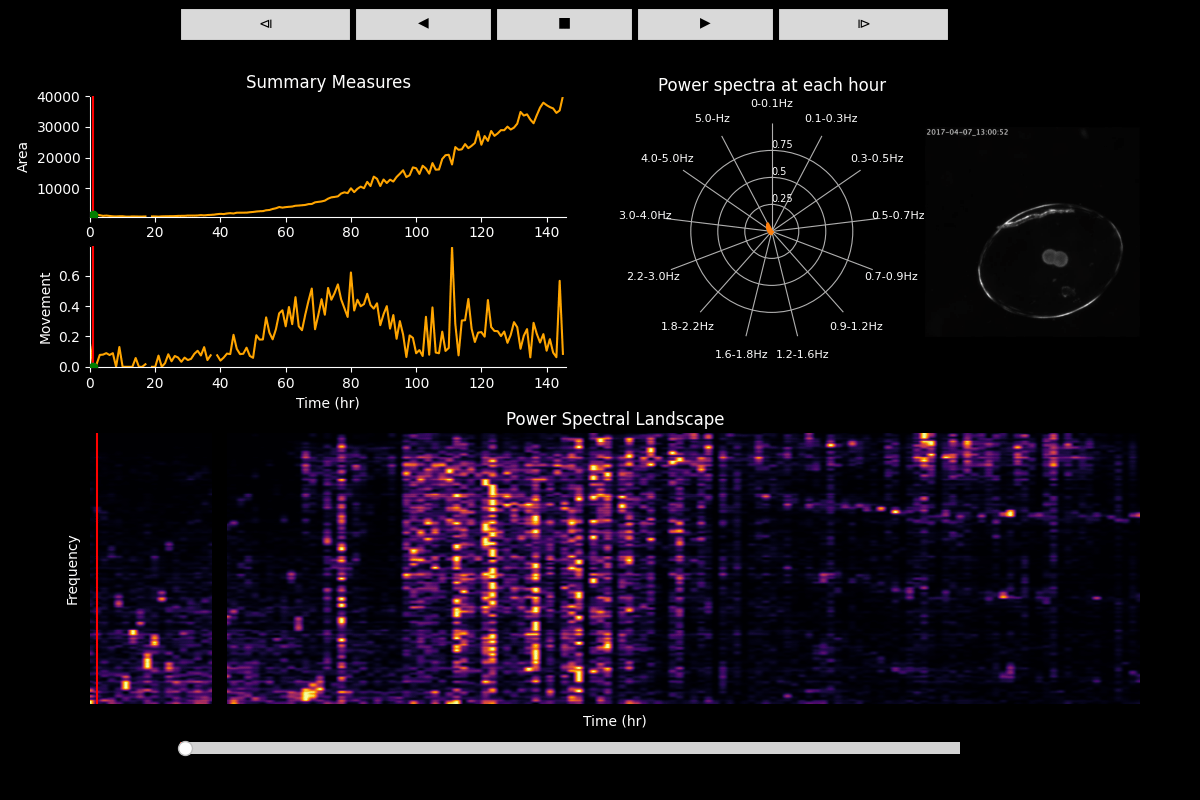 Summary Measures
Area
40000
30000
20000
10000
0 20 40 60 80 100 120 140
Movement
0.6
0.4
0.2
0.0
0 20 40 60 80 100 120 140
Time (hr)
Power spectra at each hour
0-0.1Hz
5.0-Hz 0.1-0.3Hz
0.75
4.0-5.0Hz 0.3-0.5Hz
0.5
0.25
3.0-4.0Hz 0.5-0.7Hz
2.2-3.0Hz 0.7-0.9Hz
1.8-2.2Hz 0.9-1.2Hz
1.6-1.8Hz 1.2-1.6Hz
2017-04-07_13:00:52
Power Spectral Landscape
Frequency
Time (hr)